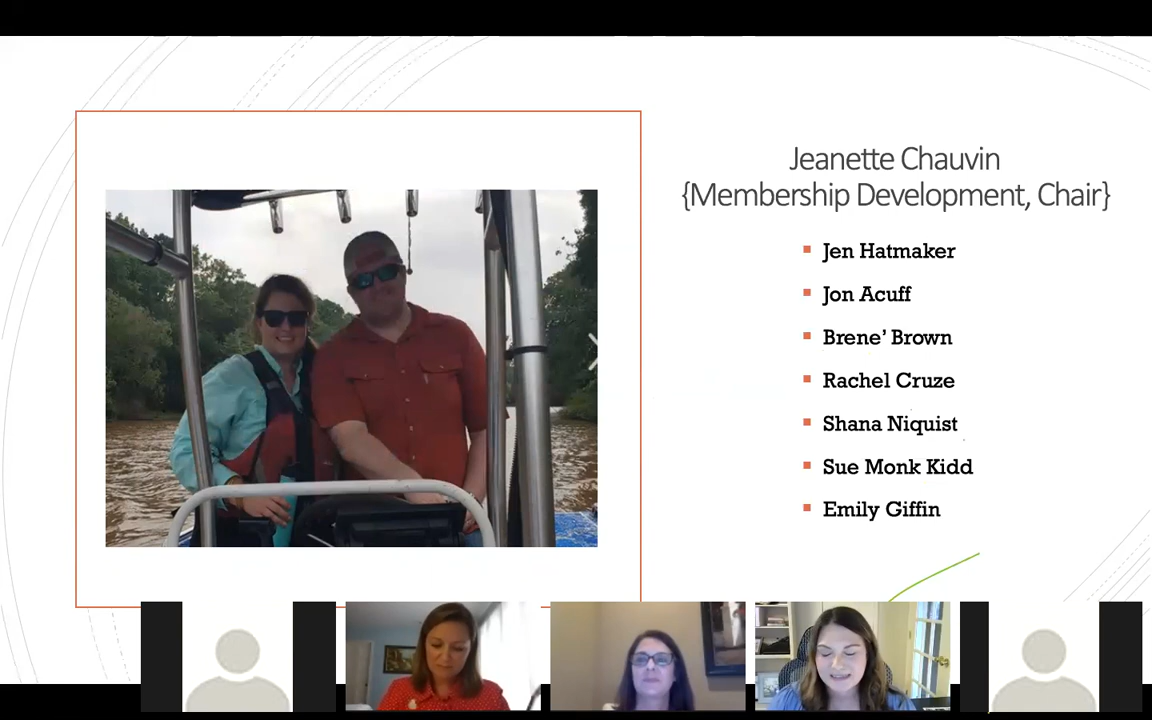 Jeanette Chauvin
{Membership Development, Chair}
Jen Hatmaker
Jon Acuff
Brene’ Brown
Rachel Cruze
Shana Niquist
Sue Monk Kidd
Emily Giffin